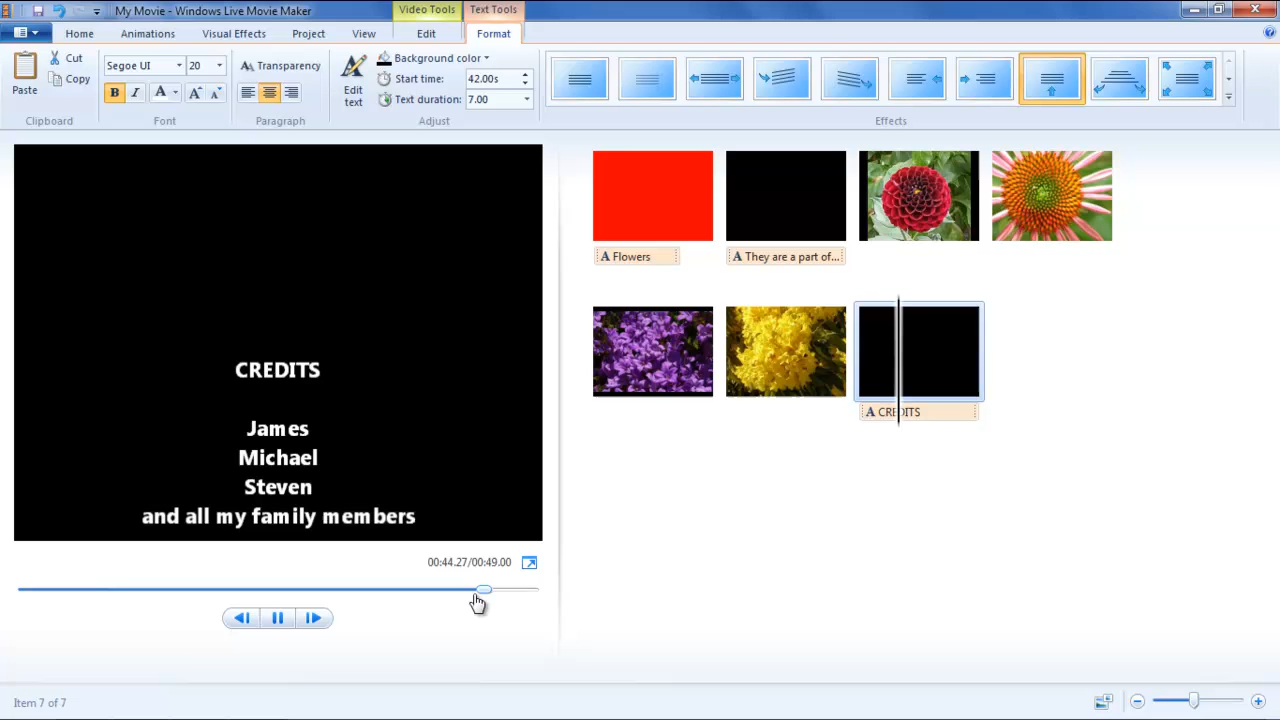 My Movie - Windows Live Movie Maker
Video Tools
Text Tools
Home
Animations
Visual Effects
Project
View
Edit
Format
Paste
Cut
Copy
Clipboard
Segoe UI
20
B I A A A
Font
Transparency
Paragraph
Edit
text
Background color
Start time: 42.00s
Text duration: 7.00
Adjust
Effects
CREDITS
James
Michael
Steven
and all my family members
00:44.27/00:49.00
A Flowers
A They are a part of...
A CREDITS
Item 7 of 7